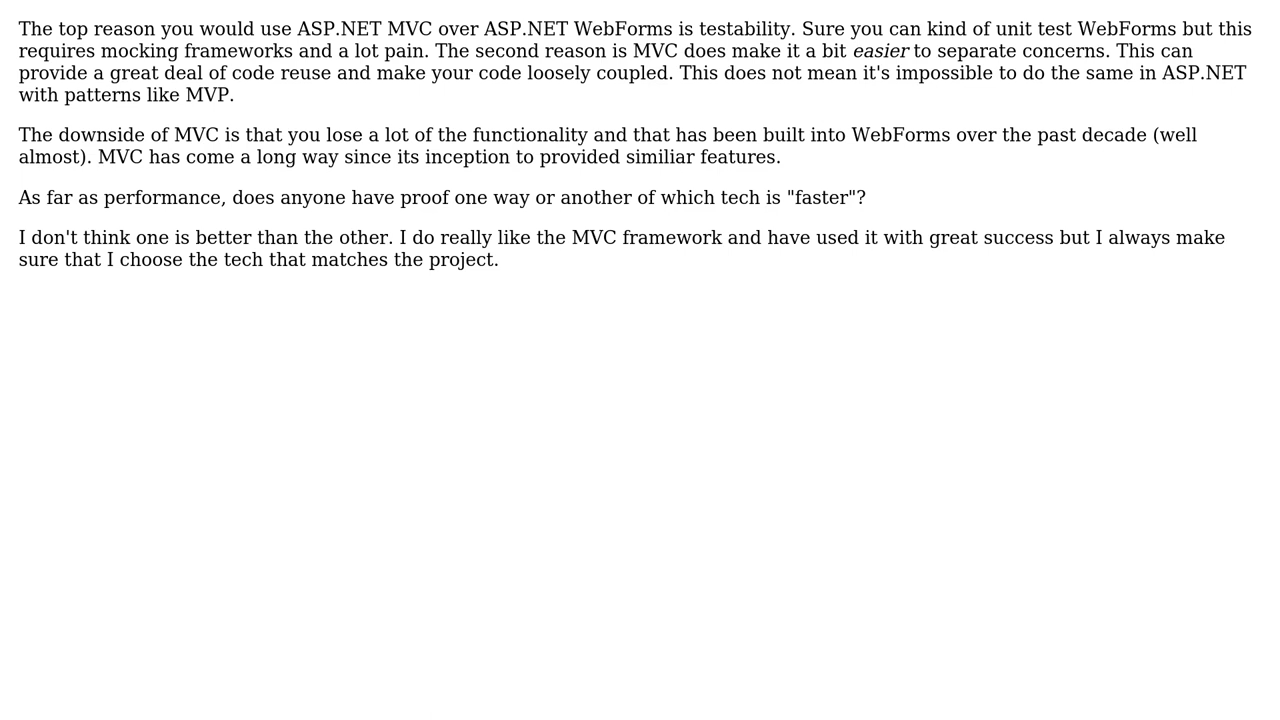 The top reason you would use ASP.NET MVC over ASP.NET WebForms is testability. Sure you can kind of unit test WebForms but this
requires mocking frameworks and a lot pain. The second reason is MVC does make it a bit easier to separate concerns. This can
provide a great deal of code reuse and make your code loosely coupled. This does not mean it's impossible to do the same in ASP.NET
with patterns like MVP.
The downside of MVC is that you lose a lot of the functionality and that has been built into WebForms over the past decade (well
almost). MVC has come a long way since its inception to provided similiar features.
As far as performance, does anyone have proof one way or another of which tech is "faster"?
I don't think one is better than the other. I do really like the MVC framework and have used it with great success but I always make
sure that I choose the tech that matches the project.